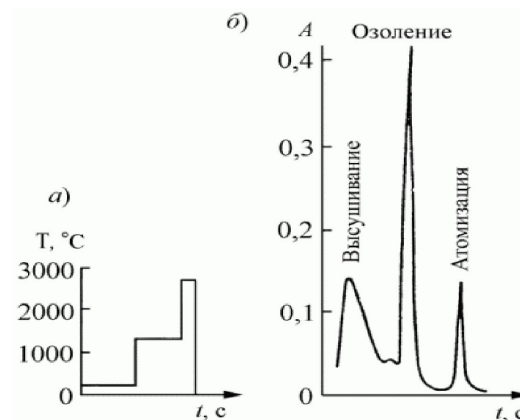 а)
T, °C
3000
2000
1000
0
t, с
б)
A
Озоление
0,4
0,3
0,2
0,1
0
Высушивание
Атомизация
t, с